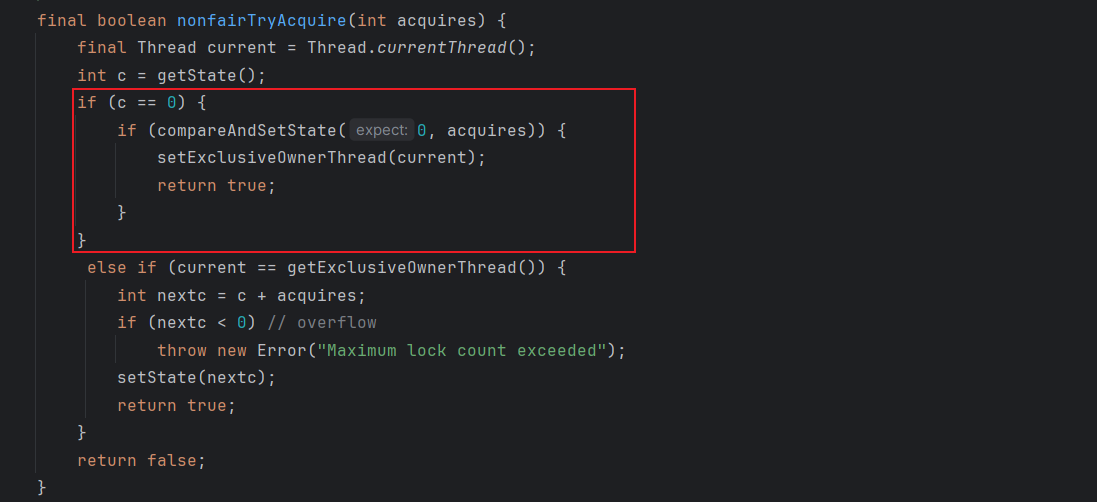 final boolean nonfairTryAcquire(int acquires) {
    final Thread current = Thread.currentThread();
    int c = getState();
    if (c == 0) {
        if (compareAndSetState( expect: 0, acquires)) {
            setExclusiveOwnerThread(current);
            return true;
        }
    }
     else if (current == getExclusiveOwnerThread()) {
        int nextc = c + acquires;
        if (nextc < 0) // overflow
            throw new Error("Maximum lock count exceeded");
        setState(nextc);
        return true;
    }
    return false;
}